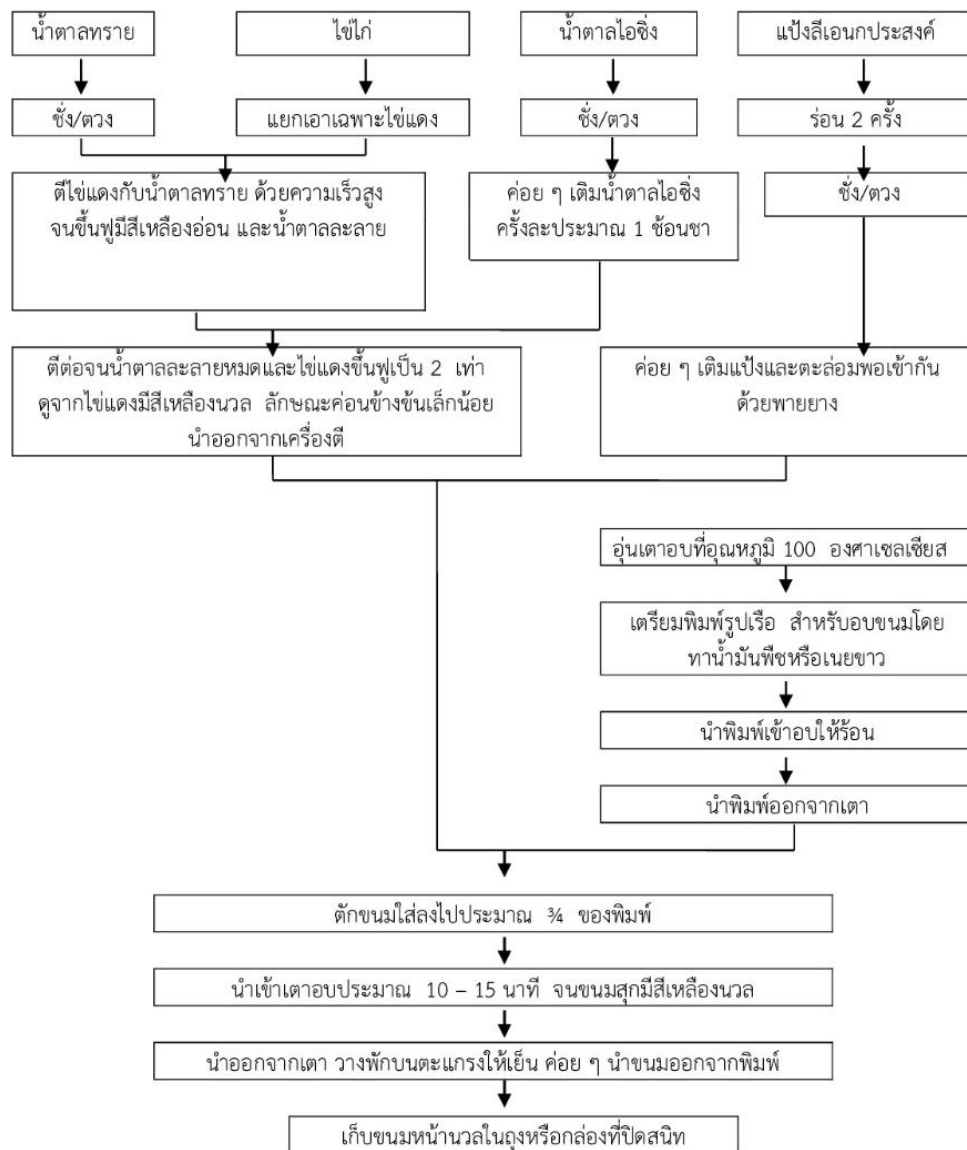 น้ำตาลทราย
ไข่ไก่
น้ำตาลไอซิ่ง
แป้งสีเอนกประสงค์
ชั่ง/ตวง
แยกเอาเฉพาะไข่แดง
ชั่ง/ตวง
ร่อน 2 ครั้ง
ตีไข่แดงกับน้ำตาลทราย ด้วยความเร็วสูง
จนขึ้นฟูมีสีเหลืองอ่อน และน้ำตาลละลาย
ค่อย ๆ เติมน้ำตาลไอซิ่ง
ครั้งละประมาณ 1 ช้อนชา
ชั่ง/ตวง
ตีต่อจนน้ำตาลละลายหมดและไข่แดงขึ้นฟูเป็น 2 เท่า
ดูจากไข่แดงมีสีเหลืองนวล ลักษณะค่อนข้างข้นเล็กน้อย
นำออกจากเครื่องตี
ค่อย ๆ เติมแป้งและตะล่อมพอเข้ากัน
ด้วยพายยาง
อุ่นเตาอบที่อุณหภูมิ 100 องศาเซลเซียส
เตรียมพิมพ์รูปเรือ สำหรับอบขนมโดย
ทาน้ำมันพืชหรือเนยขาว
นำพิมพ์เข้าอบให้ร้อน
นำพิมพ์ออกจากเตา
ตักขนมใส่ลงไปประมาณ ¾ ของพิมพ์
นำเข้าเตาอบประมาณ 10 – 15 นาที จนขนมสุกมีสีเหลืองนวล
นำออกจากเตา วางพักบนตะแกรงให้เย็น ค่อย ๆ นำขนมออกจากพิมพ์
เก็บขนมหน้านวลในถุงหรือกล่องที่ปิดสนิท